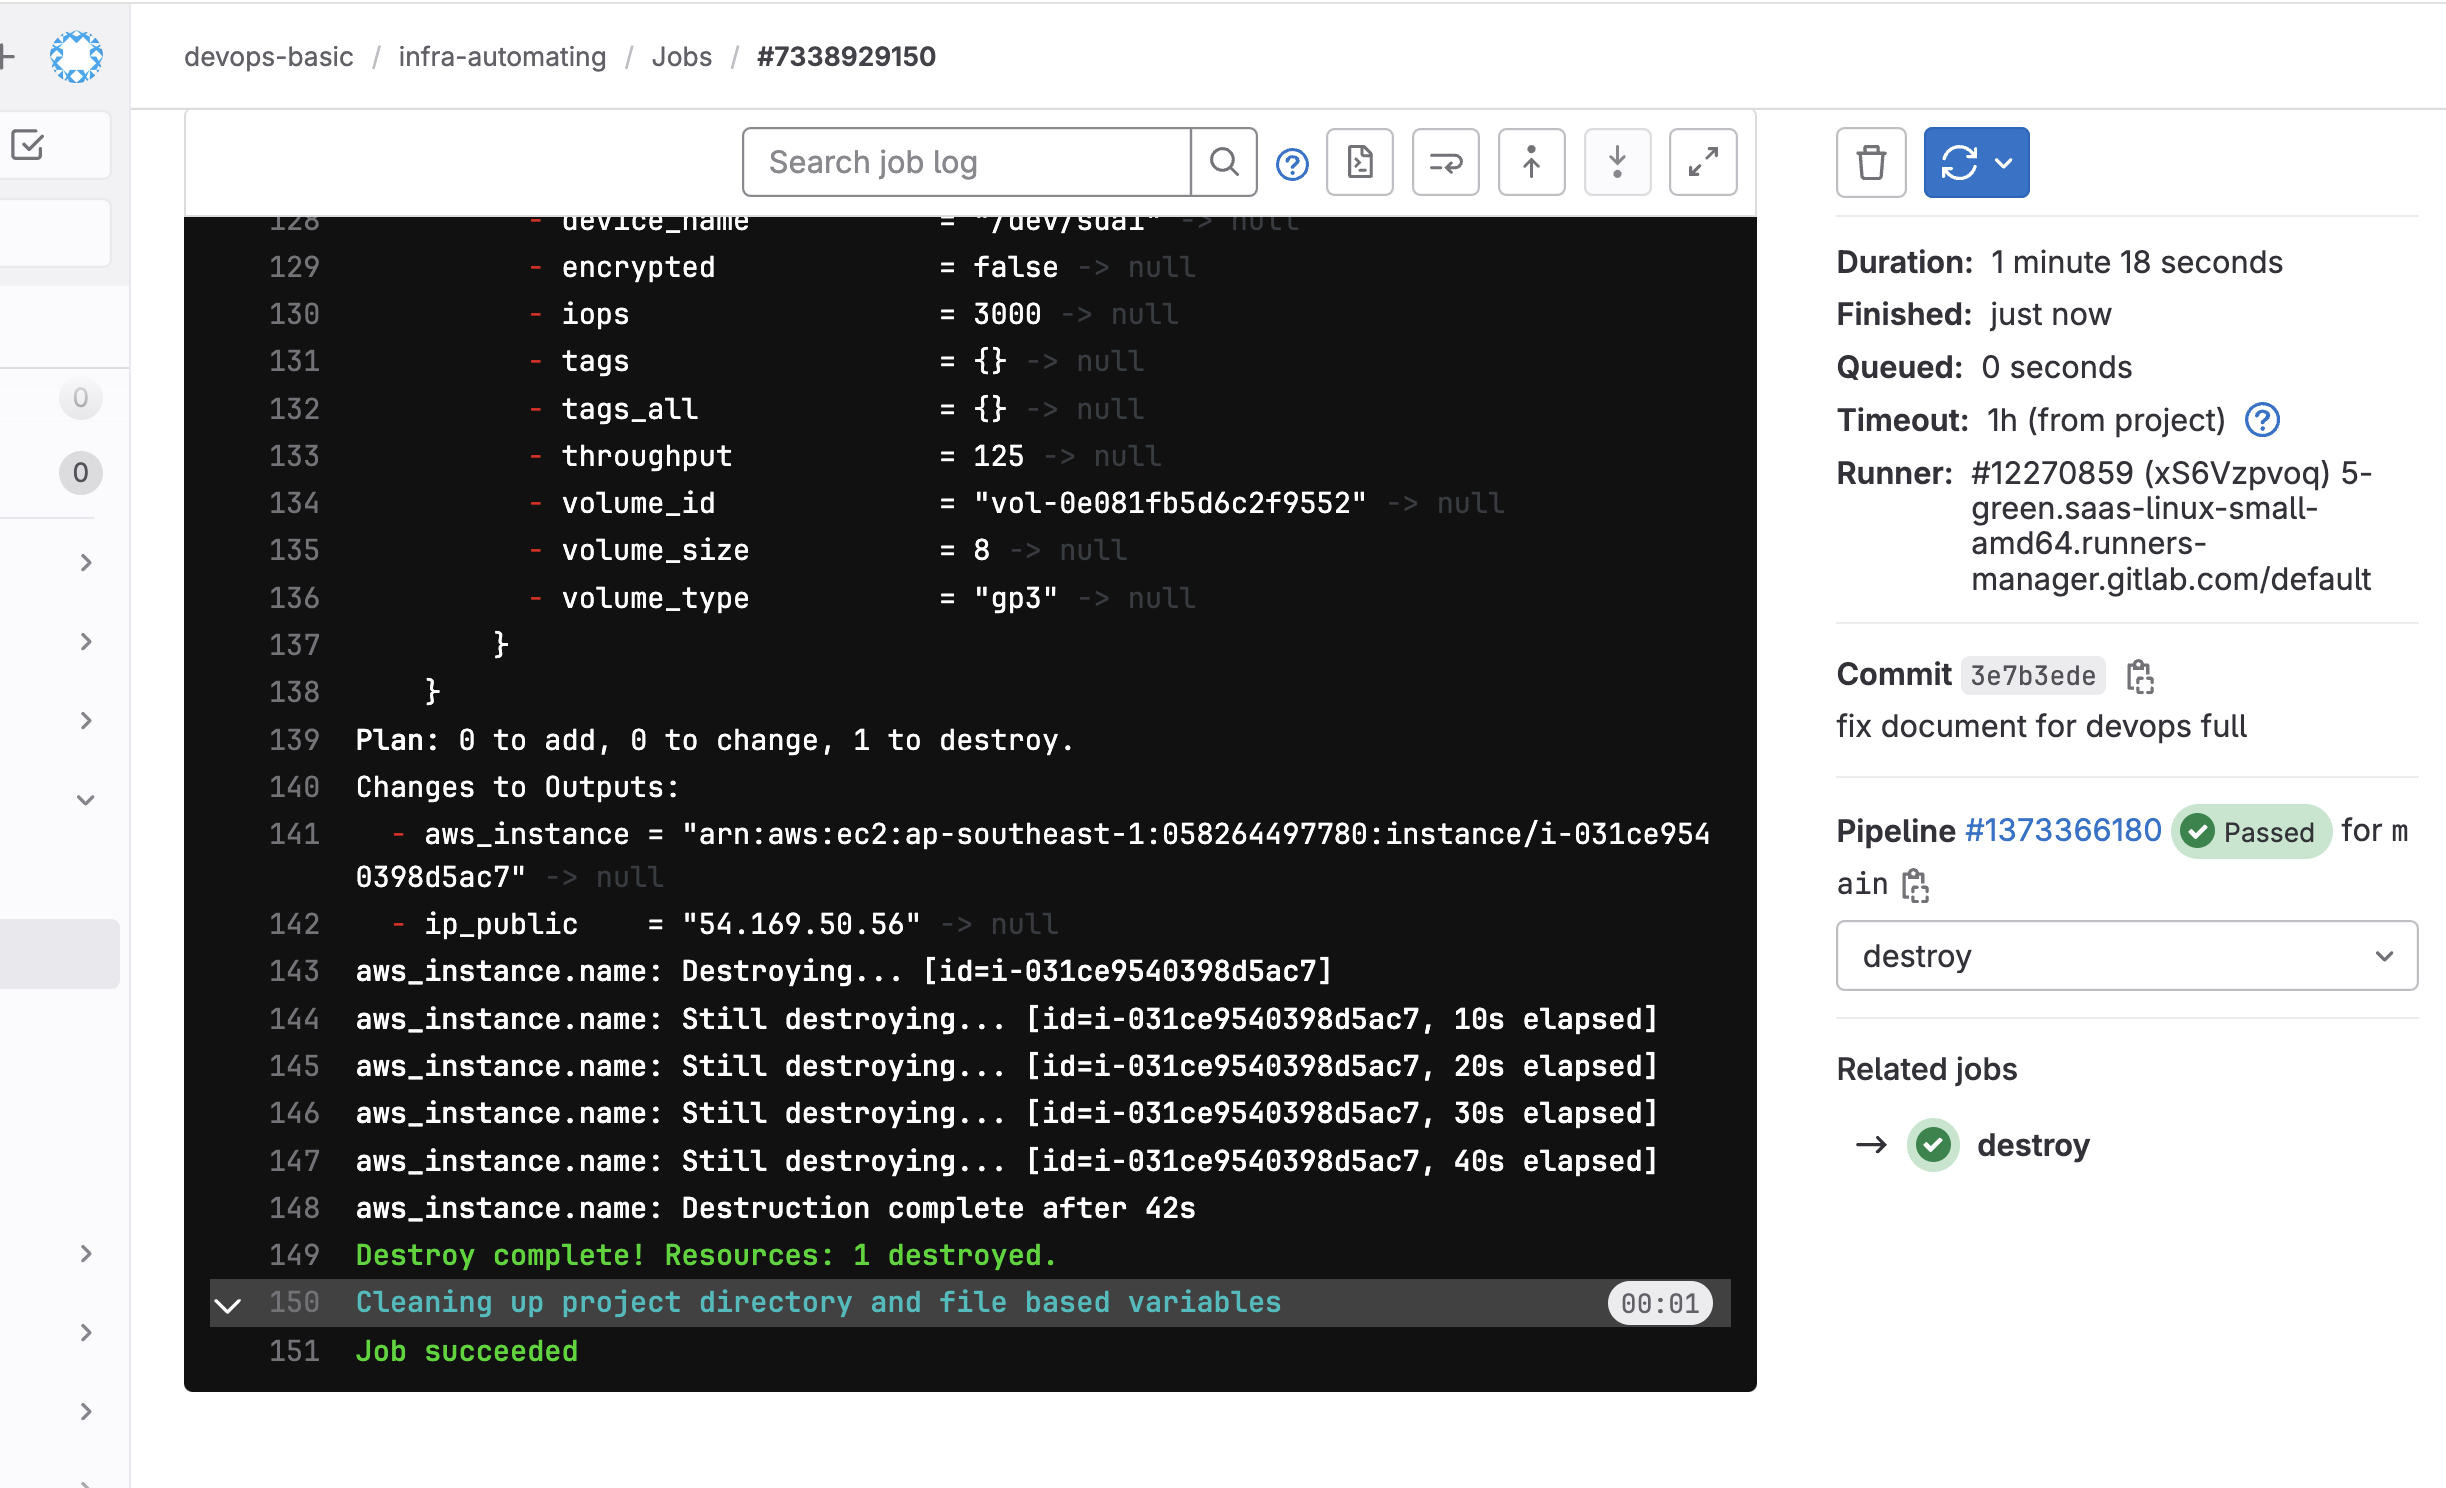 devops-basic / infra-automating / Jobs / #7338929150
Search job log
128 - device_name = "/dev/sda1" -> null
129 - encrypted = false -> null
130 - iops = 3000 -> null
131 - tags = {} -> null
132 - tags_all = {} -> null
133 - throughput = 125 -> null
134 - volume_id = "vol-0e081fb5d6c2f9552" -> null
135 - volume_size = 8 -> null
136 - volume_type = "gp3" -> null
137 }
138 }
139 Plan: 0 to add, 0 to change, 1 to destroy.
140 Changes to Outputs:
141 - aws_instance = "arn:aws:ec2:ap-southeast-1:058264497780:instance/i-031ce954
0398d5ac7" -> null
142 - ip_public = "54.169.50.56" -> null
143 aws_instance.name: Destroying... [id=i-031ce9540398d5ac7]
144 aws_instance.name: Still destroying... [id=i-031ce9540398d5ac7, 10s elapsed]
145 aws_instance.name: Still destroying... [id=i-031ce9540398d5ac7, 20s elapsed]
146 aws_instance.name: Still destroying... [id=i-031ce9540398d5ac7, 30s elapsed]
147 aws_instance.name: Still destroying... [id=i-031ce9540398d5ac7, 40s elapsed]
148 aws_instance.name: Destruction complete after 42s
149 Destroy complete! Resources: 1 destroyed.
150 Cleaning up project directory and file based variables 00:01
151 Job succeeded
0
0
Duration: 1 minute 18 seconds
Finished: just now
Queued: 0 seconds
Timeout: 1h (from project)
Runner: #12270859 (xS6Vzpvoq) 5-
green.saas-linux-small-
amd64.runners-
manager.gitlab.com/default
Commit 3e7b3ede
fix document for devops full
Pipeline #1373366180 Passed for m
ain
destroy
Related jobs
→ destroy